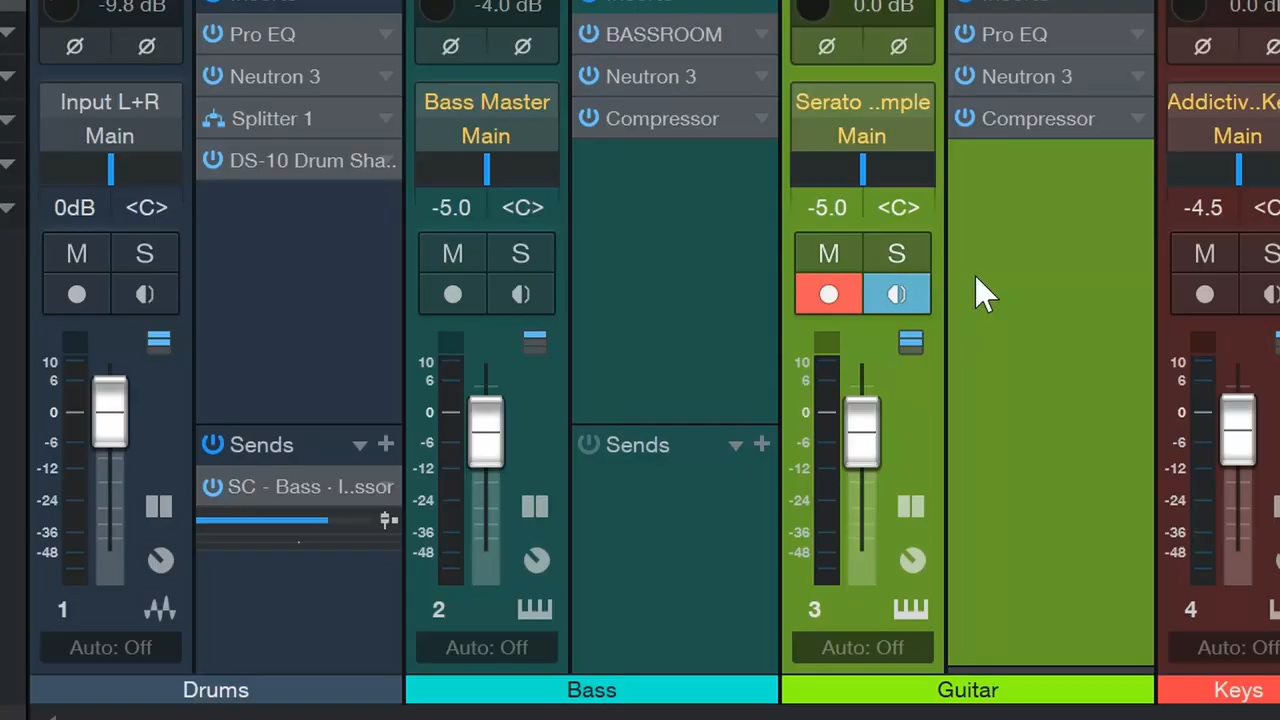 -9.8 dB
Pro EQ
Neutron 3
Splitter 1
DS-10 Drum Sha..
Input L+R
Main
0dB <C>
M S
10
6
0
-6
-12
-24
-36
-48
Sends
SC - Bass · I..ssor
1
Auto: Off
Drums
-4.0 dB
BASSROOM
Neutron 3
Compressor
Bass Master
Main
-5.0 <C>
M S
10
6
0
-6
-12
-24
-36
-48
Sends
2
Auto: Off
Bass
0.0 dB
Pro EQ
Neutron 3
Compressor
Serato ..mple
Main
-5.0 <C>
M S
10
6
0
-6
-12
-24
-36
-48
3
Auto: Off
Guitar
0.0 d
Addictiv..Ke
Main
-4.5 <C
M S
10
6
0
-6
-12
-24
-36
-48
4
Auto: Off
Keys